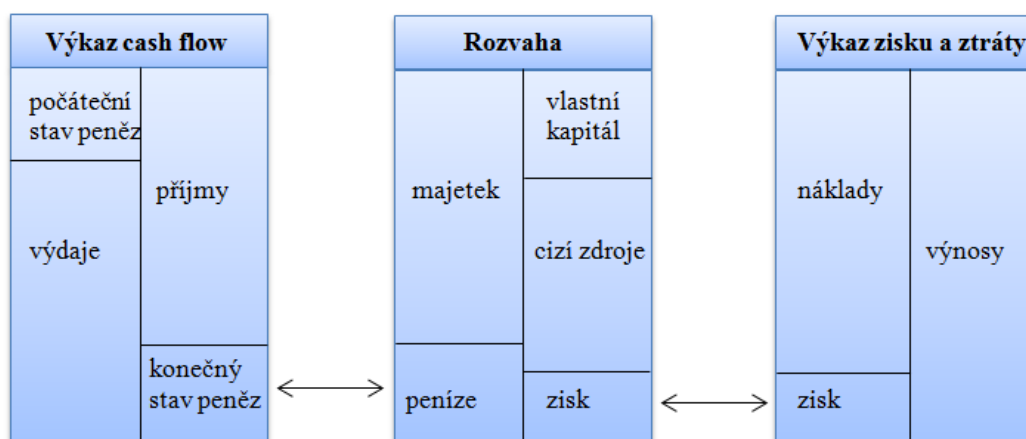 Výkaz cash flow
počáteční
stav peněz
výdaje
příjmy
konečný
stav peněz
Rozvaha
majetek
peníze
vlastní
kapitál
cizí zdroje
zisk
Výkaz zisku a ztráty
náklady
zisk
výnosy